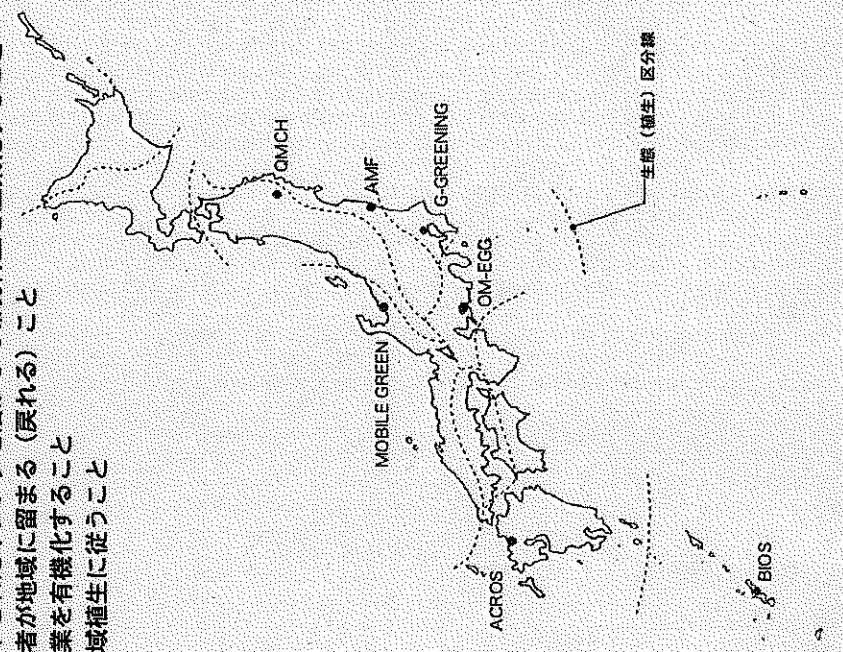 者が地域に留まる（戻れる）こと
業を有機化すること
域植生に従うこと
QMCH
AMF
G-GREENING
MOBILE GREEN
OM-EGG
生態（植生）区分線
ACROS
BIOS